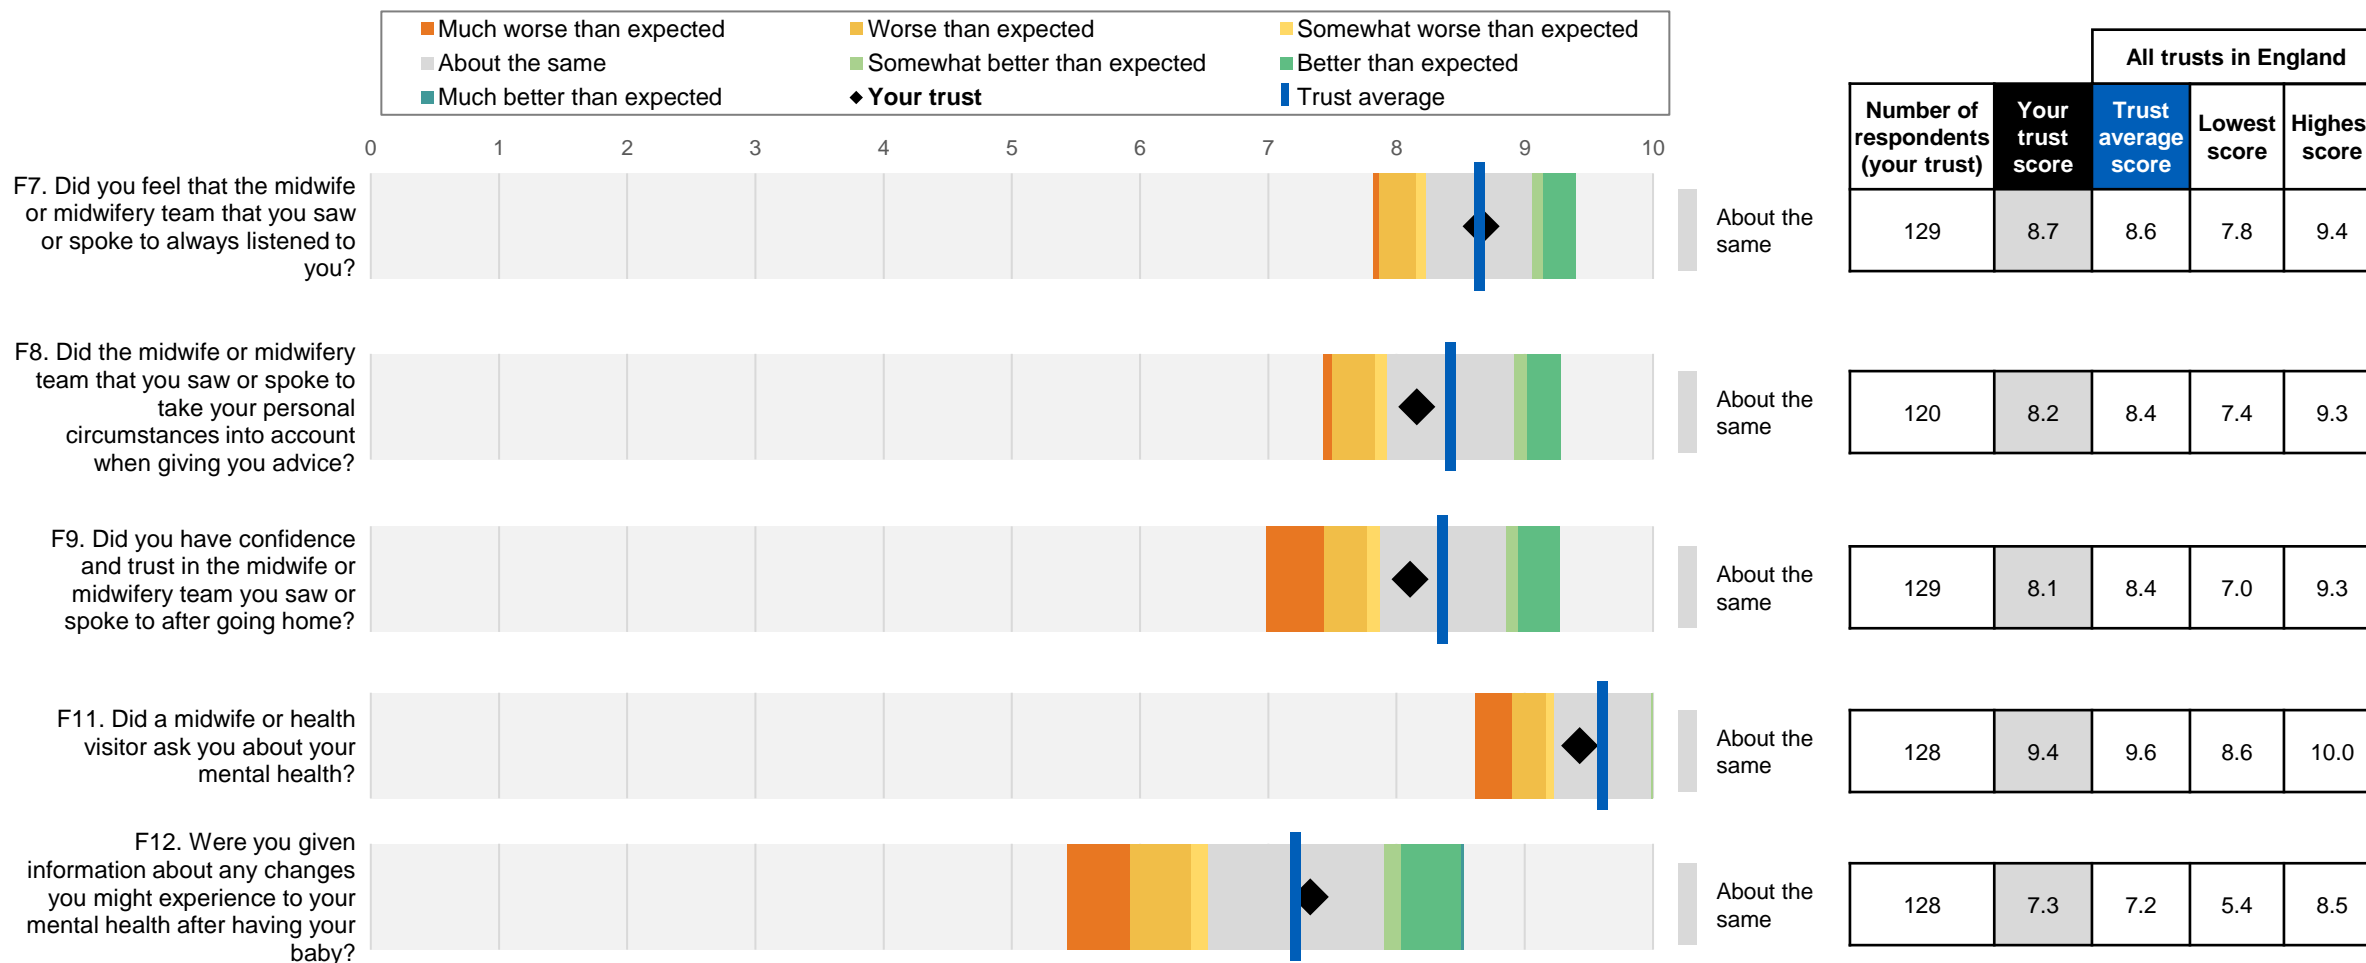 Much worse than expected
Worse than expected
Somewhat worse than expected
About the same
Somewhat better than expected
Better than expected
Much better than expected
Your trust
Trust average
All trusts in England
Number of
respondents
(your trust)
Your
trust
score
Trust
average
score
Lowest
score
Highes
score
0 1 2 3 4 5 6 7 8 9 10
F7. Did you feel that the midwife
or midwifery team that you saw
or spoke to always listened to
you?
About the
same
129 8.7 8.6 7.8 9.4
F8. Did the midwife or midwifery
team that you saw or spoke to
take your personal
circumstances into account
when giving you advice?
About the
same
120 8.2 8.4 7.4 9.3
F9. Did you have confidence
and trust in the midwife or
midwifery team you saw or
spoke to after going home?
About the
same
129 8.1 8.4 7.0 9.3
F11. Did a midwife or health
visitor ask you about your
mental health?
About the
same
128 9.4 9.6 8.6 10.0
F12. Were you given
information about any changes
you might experience to your
mental health after having your
baby?
About the
same
128 7.3 7.2 5.4 8.5